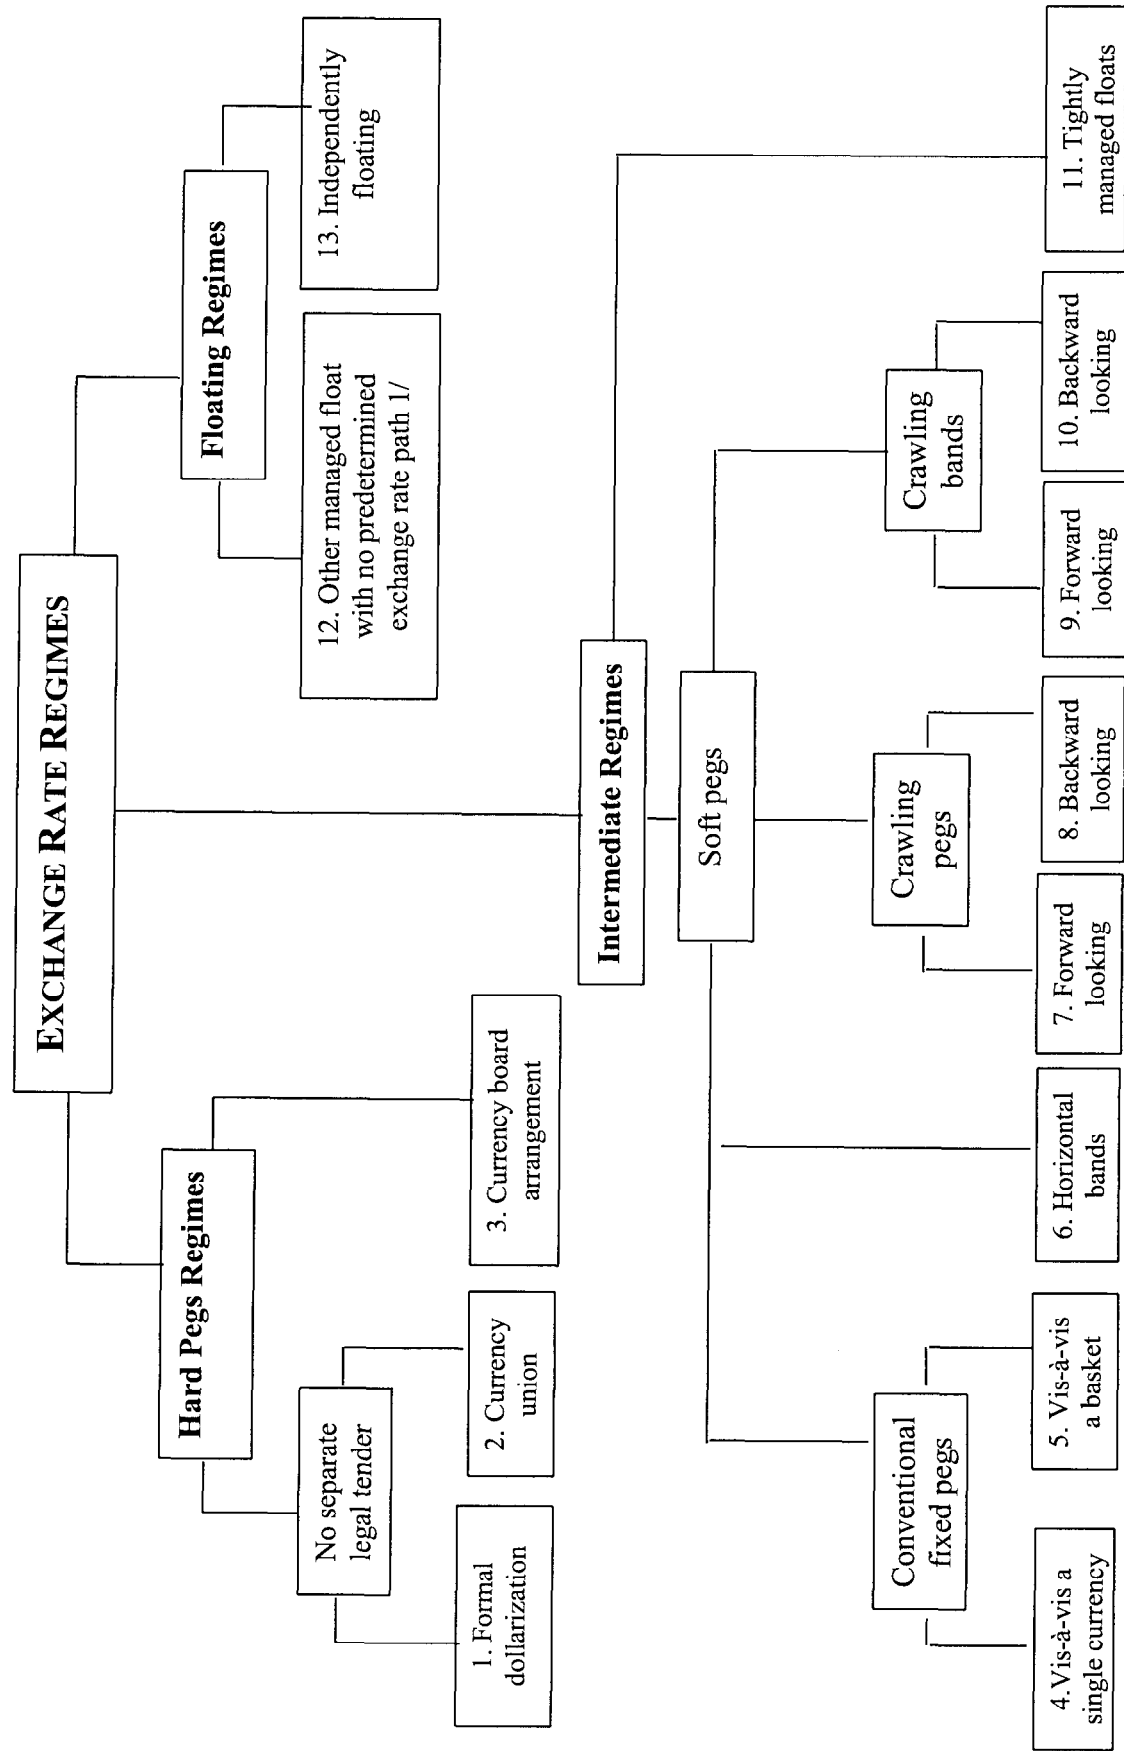 EXCHANGE RATE REGIMES
Hard Pegs Regimes
Floating Regimes
No separate
legal tender
3. Currency board
arrangement
12. Other managed float
with no predetermined
exchange rate path 1/
13. Independently
floating
1. Formal
dollarization
2. Currency
union
Intermediate Regimes
Soft pegs
Conventional
fixed pegs
Crawling
pegs
Crawling
bands
4.Vis-à-vis a
single currency
5. Vis-à-vis
a basket
6. Horizontal
bands
7. Forward
looking
8. Backward
looking
9. Forward
looking
10. Backward
looking
11. Tightly
managed floats